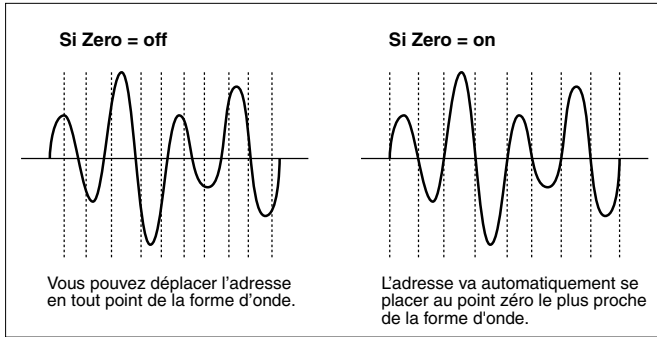 Si Zero = off
Vous pouvez déplacer l’adresse
en tout point de la forme d’onde.
Si Zero = on
L’adresse va automatiquement se
placer au point zéro le plus proche
de la forme d'onde.